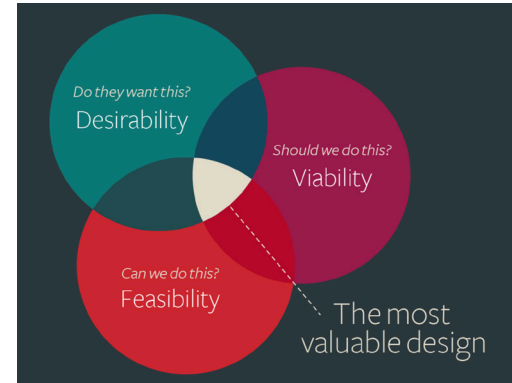 Do they want this?
Desirability
Should we do this?
Viability
Can we do this?
Feasibility
The most
valuable design